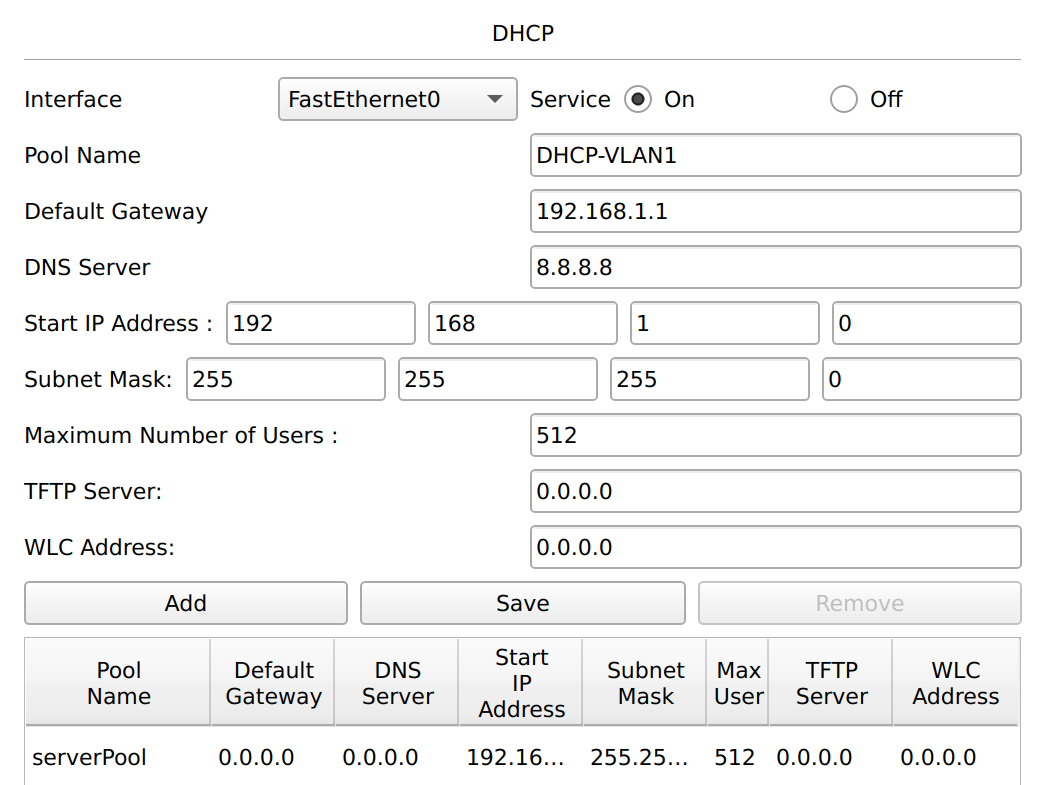 DHCP
Interface FastEthernet0 Service On Off
Pool Name DHCP-VLAN1
Default Gateway 192.168.1.1
DNS Server 8.8.8.8
Start IP Address : 192 168 1 0
Subnet Mask: 255 255 255 0
Maximum Number of Users : 512
TFTP Server: 0.0.0.0
WLC Address: 0.0.0.0
Add Save Remove
Pool Name Default Gateway DNS Server Start IP Address Subnet Mask Max User TFTP Server WLC Address
serverPool 0.0.0.0 0.0.0.0 192.16... 255.25... 512 0.0.0.0 0.0.0.0